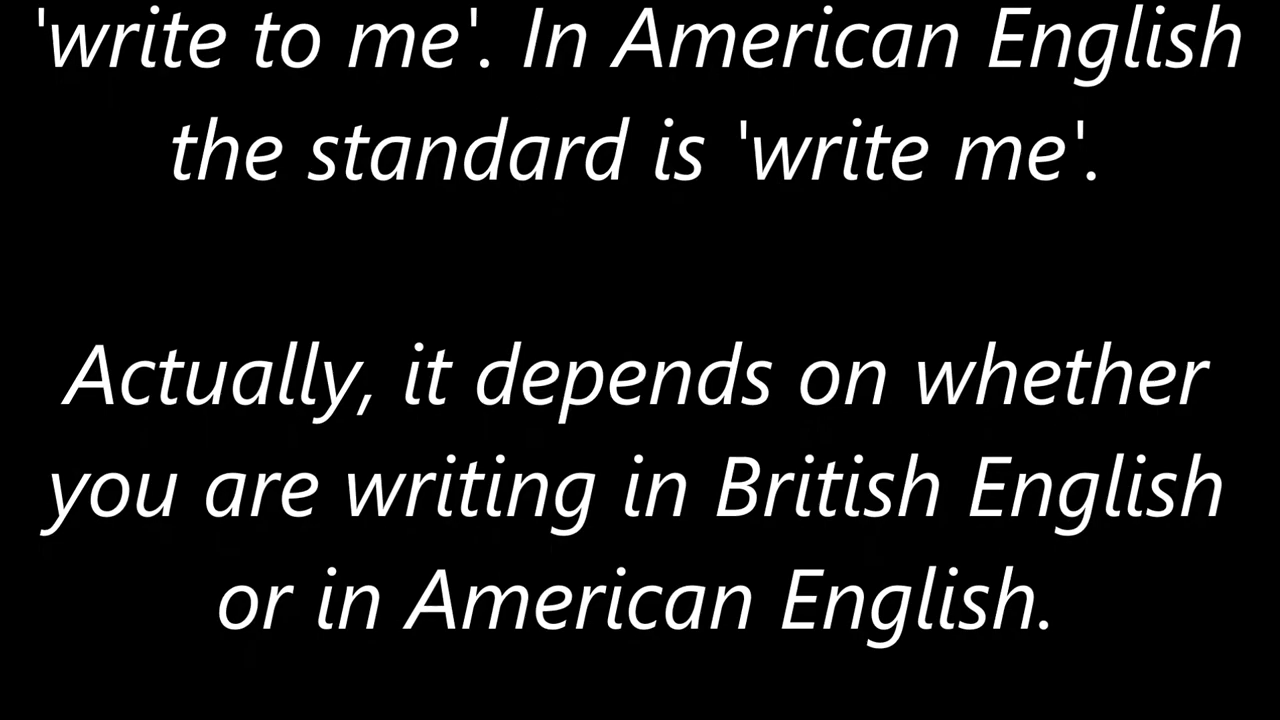 'write to me'. In American English
the standard is 'write me'.
Actually, it depends on whether
you are writing in British English
or in American English.